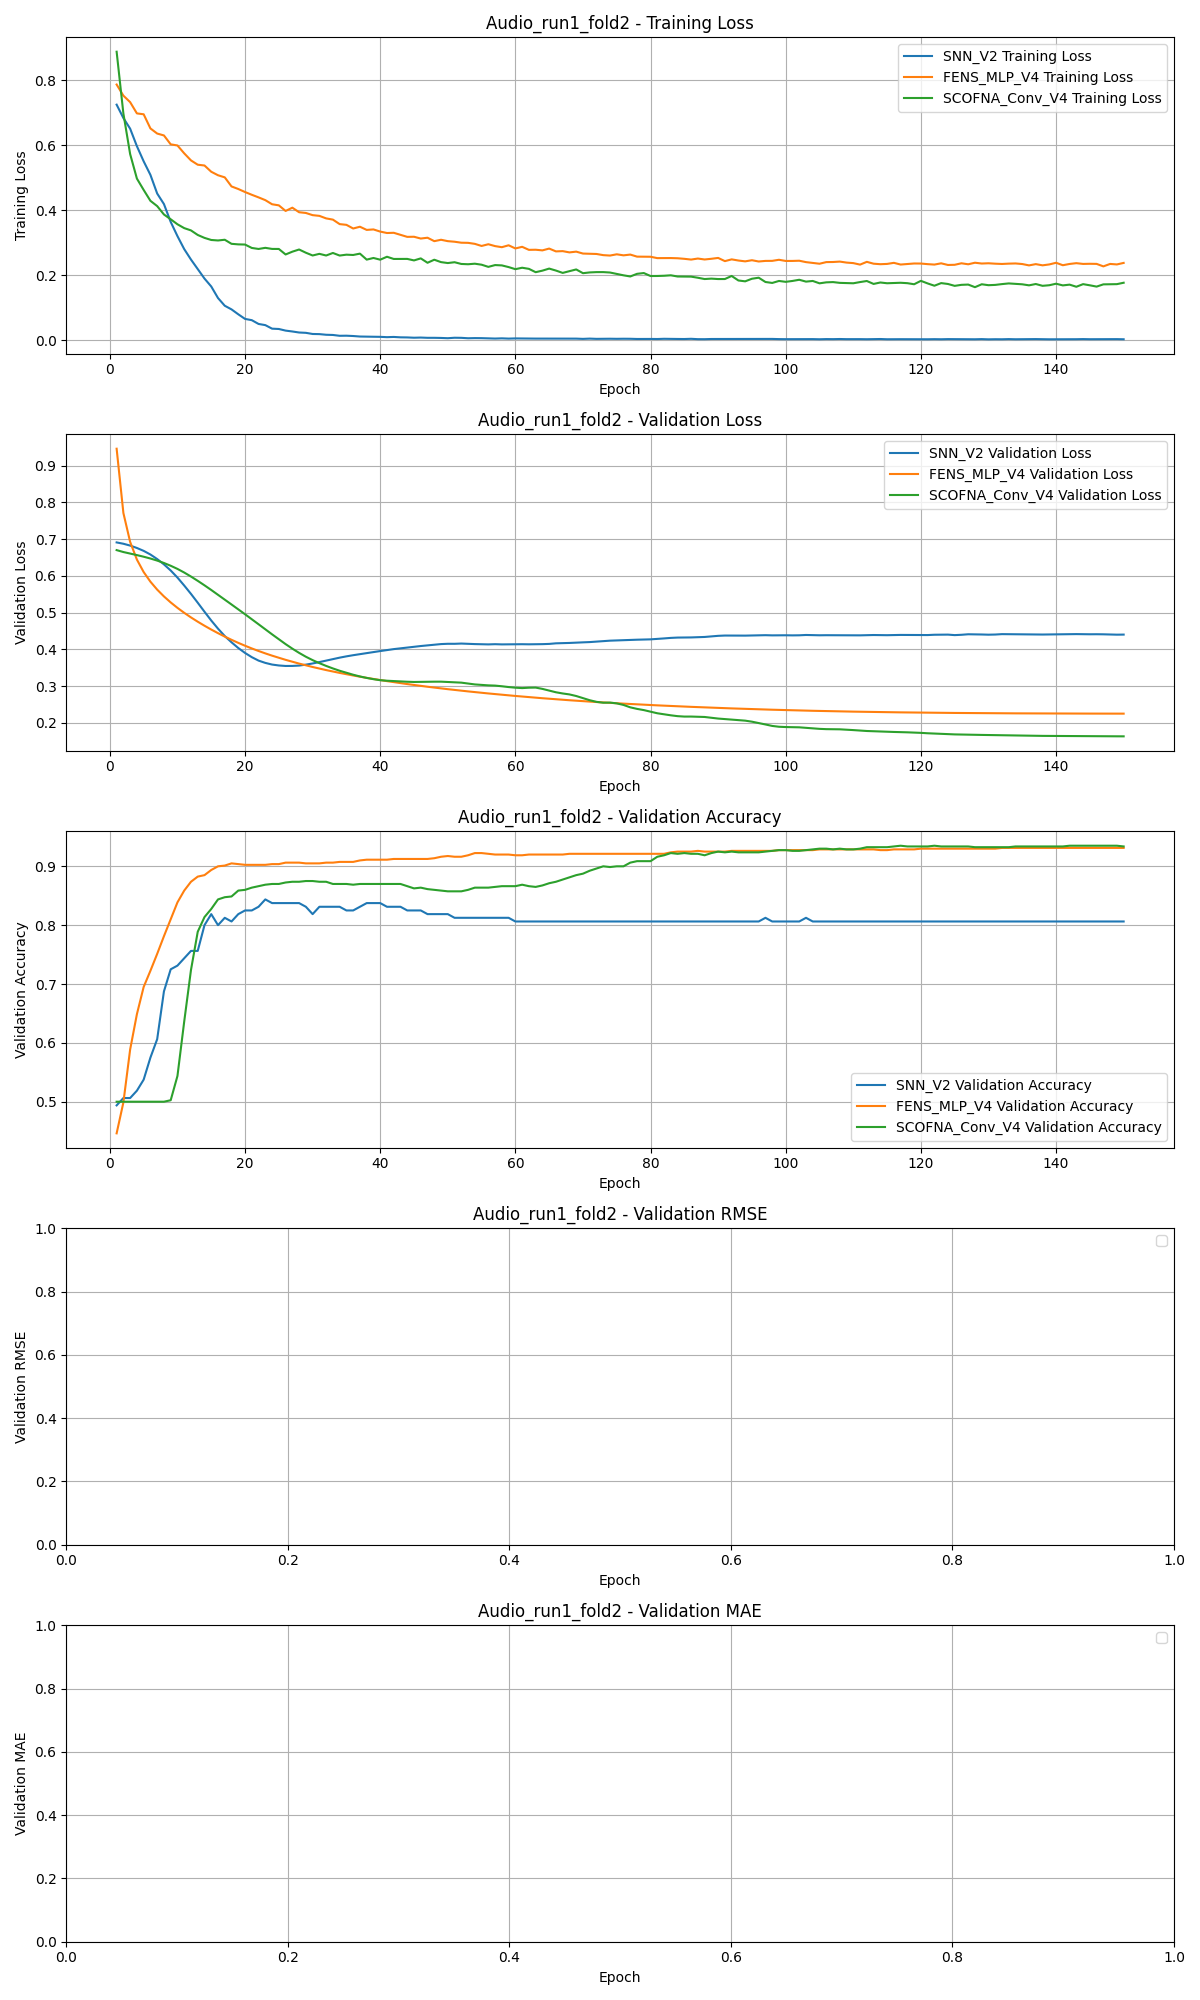 Audio_run1_fold2 - Training Loss
SNN_V2 Training Loss
FENS_MLP_V4 Training Loss
SCOFNA_Conv_V4 Training Loss
Training Loss
0.8
0.6
0.4
0.2
0.0
0 20 40 60 80 100 120 140
Epoch
Audio_run1_fold2 - Validation Loss
SNN_V2 Validation Loss
FENS_MLP_V4 Validation Loss
SCOFNA_Conv_V4 Validation Loss
Validation Loss
0.9
0.8
0.7
0.6
0.5
0.4
0.3
0.2
0 20 40 60 80 100 120 140
Epoch
Audio_run1_fold2 - Validation Accuracy
Validation Accuracy
0.9
0.8
0.7
0.6
0.5
SNN_V2 Validation Accuracy
FENS_MLP_V4 Validation Accuracy
SCOFNA_Conv_V4 Validation Accuracy
0 20 40 60 80 100 120 140
Epoch
Audio_run1_fold2 - Validation RMSE
Validation RMSE
1.0
0.8
0.6
0.4
0.2
0.0
0.0 0.2 0.4 0.6 0.8 1.0
Epoch
Audio_run1_fold2 - Validation MAE
Validation MAE
1.0
0.8
0.6
0.4
0.2
0.0
0.0 0.2 0.4 0.6 0.8 1.0
Epoch